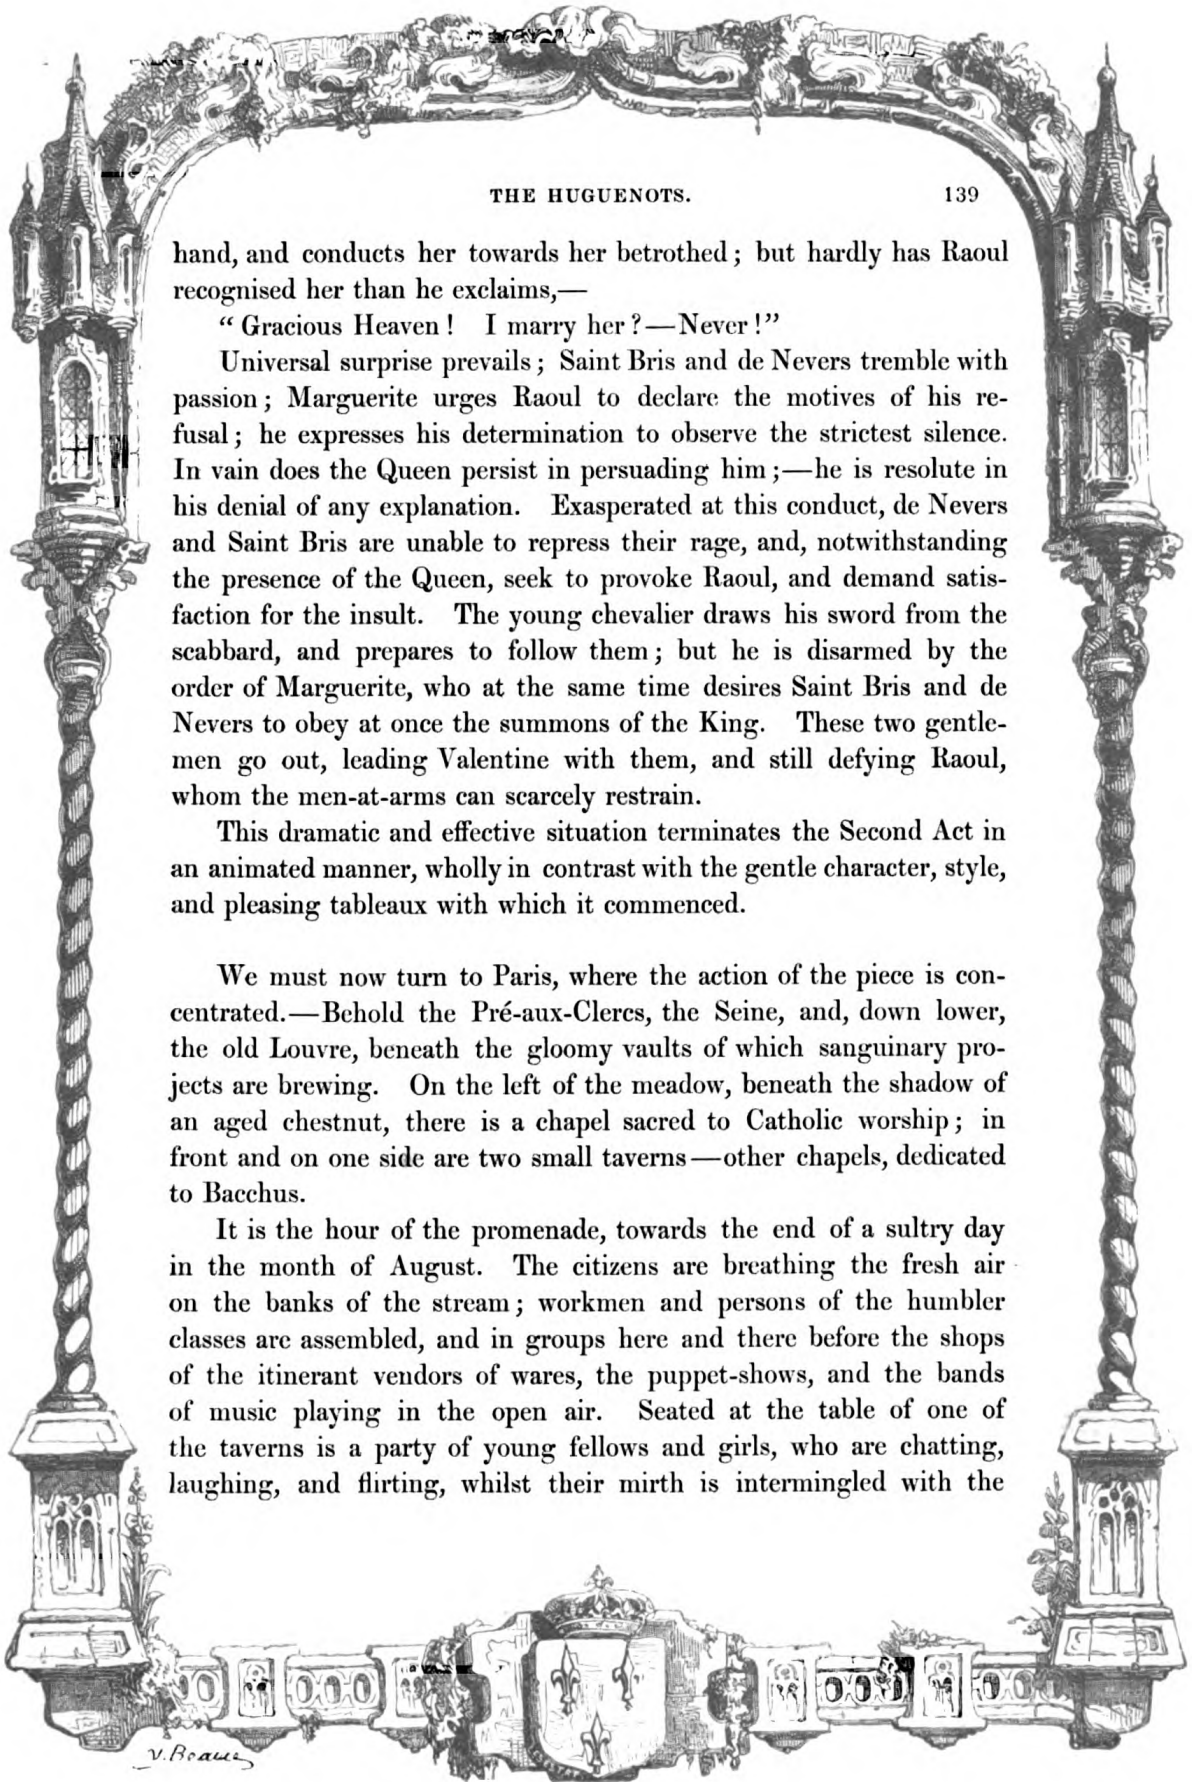 THE HUGUENOTS. 139
hand, and conducts her towards her betrothed; but hardly has Raoul
recognised her than he exclaims,—
“Gracious Heaven! I marry her?—Never!”
Universal surprise prevails; Saint Bris and de Nevers tremble with
passion; Marguerite urges Raoul to declare the motives of his re-
fusal; he expresses his determination to observe the strictest silence.
In vain does the Queen persist in persuading him;—he is resolute in
his denial of any explanation. Exasperated at this conduct, de Nevers
and Saint Bris are unable to repress their rage, and, notwithstanding
the presence of the Queen, seek to provoke Raoul, and demand satis-
faction for the insult. The young chevalier draws his sword from the
scabbard, and prepares to follow them; but he is disarmed by the
order of Marguerite, who at the same time desires Saint Bris and de
Nevers to obey at once the summons of the King. These two gentle-
men go out, leading Valentine with them, and still defying Raoul,
whom the men-at-arms can scarcely restrain.
This dramatic and effective situation terminates the Second Act in
an animated manner, wholly in contrast with the gentle character, style,
and pleasing tableaux with which it commenced.
We must now turn to Paris, where the action of the piece is con-
centrated.—Behold the Pré-aux-Clercs, the Seine, and, down lower,
the old Louvre, beneath the gloomy vaults of which sanguinary pro-
jects are brewing. On the left of the meadow, beneath the shadow of
an aged chestnut, there is a chapel sacred to Catholic worship; in
front and on one side are two small taverns—other chapels, dedicated
to Bacchus.
It is the hour of the promenade, towards the end of a sultry day
in the month of August. The citizens are breathing the fresh air
on the banks of the stream; workmen and persons of the humbler
classes are assembled, and in groups here and there before the shops
of the itinerant vendors of wares, the puppet-shows, and the bands
of music playing in the open air. Seated at the table of one of
the taverns is a party of young fellows and girls, who are chatting,
laughing, and flirting, whilst their mirth is intermingled with the